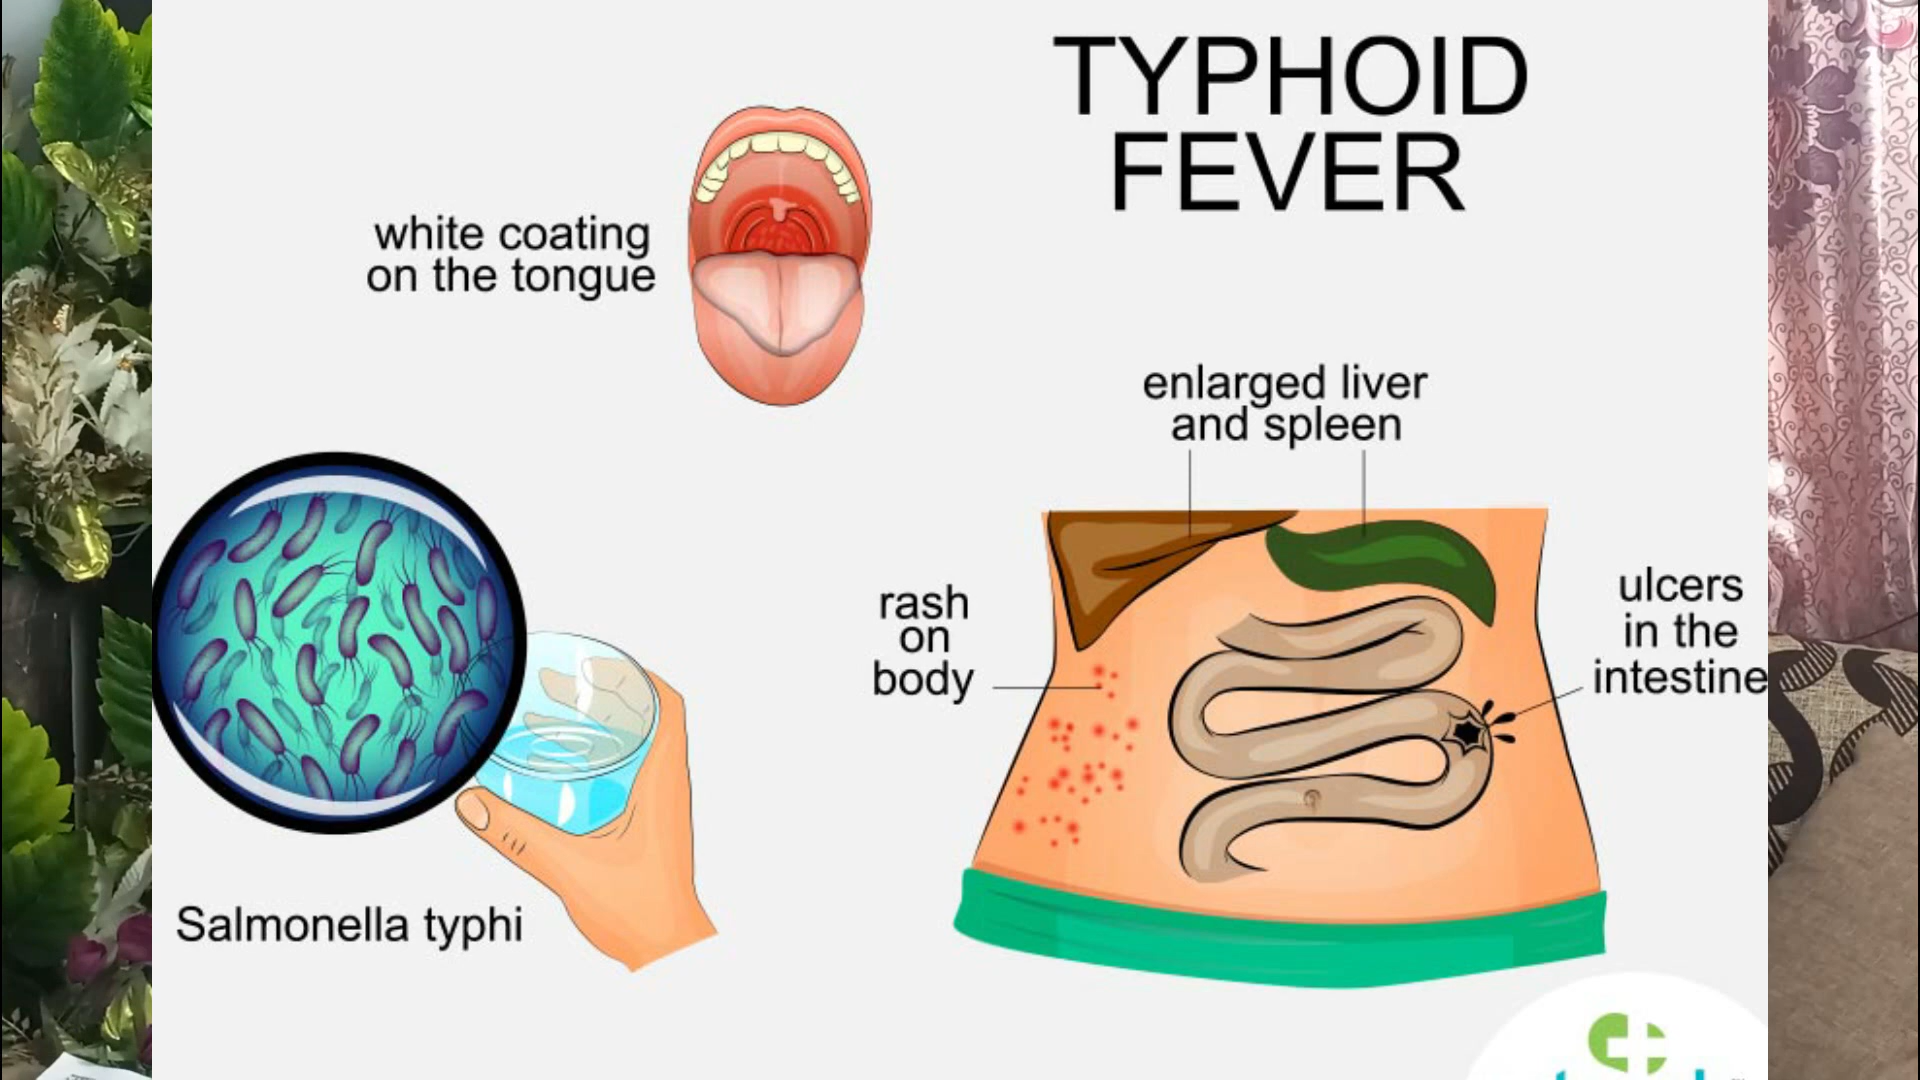 TYPHOID
FEVER
white coating
on the tongue
enlarged liver
and spleen
rash
on
body
ulcers
in the
intestine
Salmonella typhi